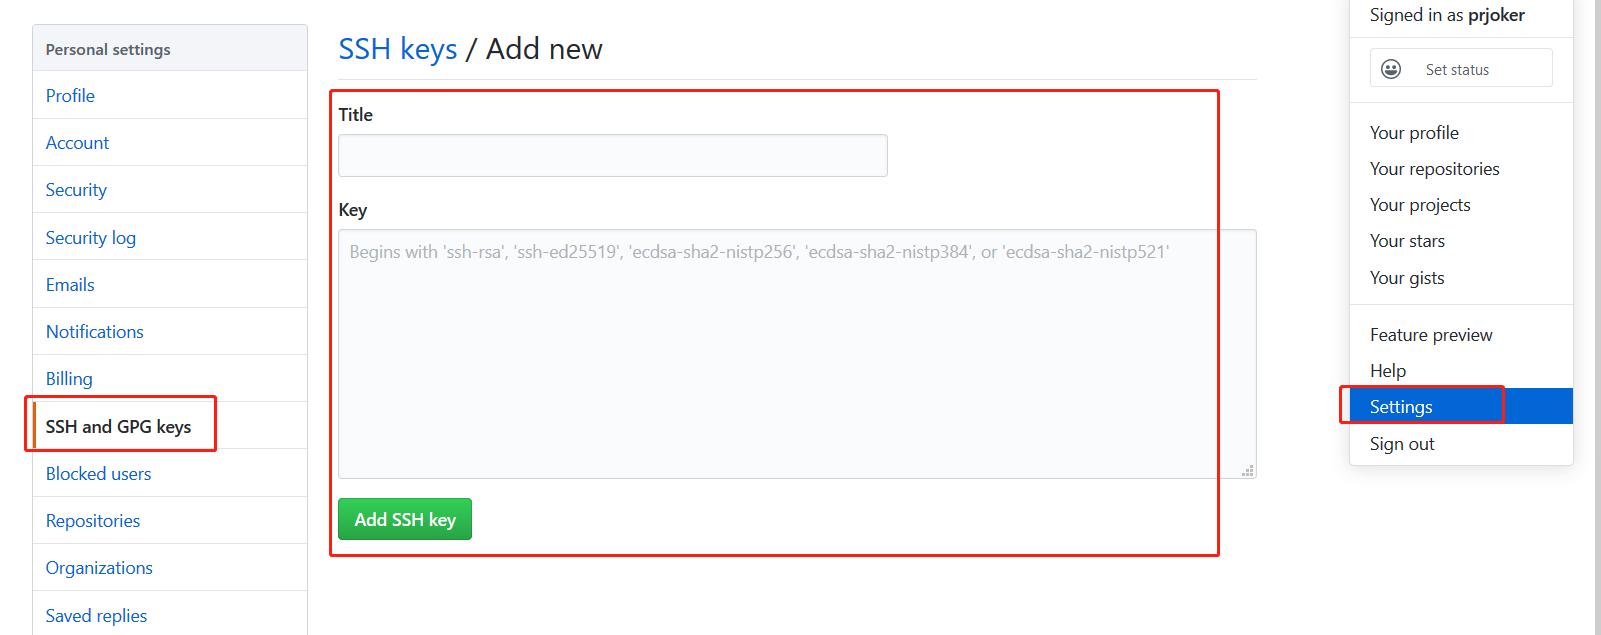 Personal settings
Profile
Account
Security
Security log
Emails
Notifications
Billing
SSH and GPG keys
Blocked users
Repositories
Organizations
Saved replies
SSH keys / Add new
Title
Key
Begins with 'ssh-rsa', 'ssh-ed25519', 'ecdsa-sha2-nistp256', 'ecdsa-sha2-nistp384', or 'ecdsa-sha2-nistp521'
Add SSH key
Signed in as prjoker
Set status
Your profile
Your repositories
Your projects
Your stars
Your gists
Feature preview
Help
Settings
Sign out